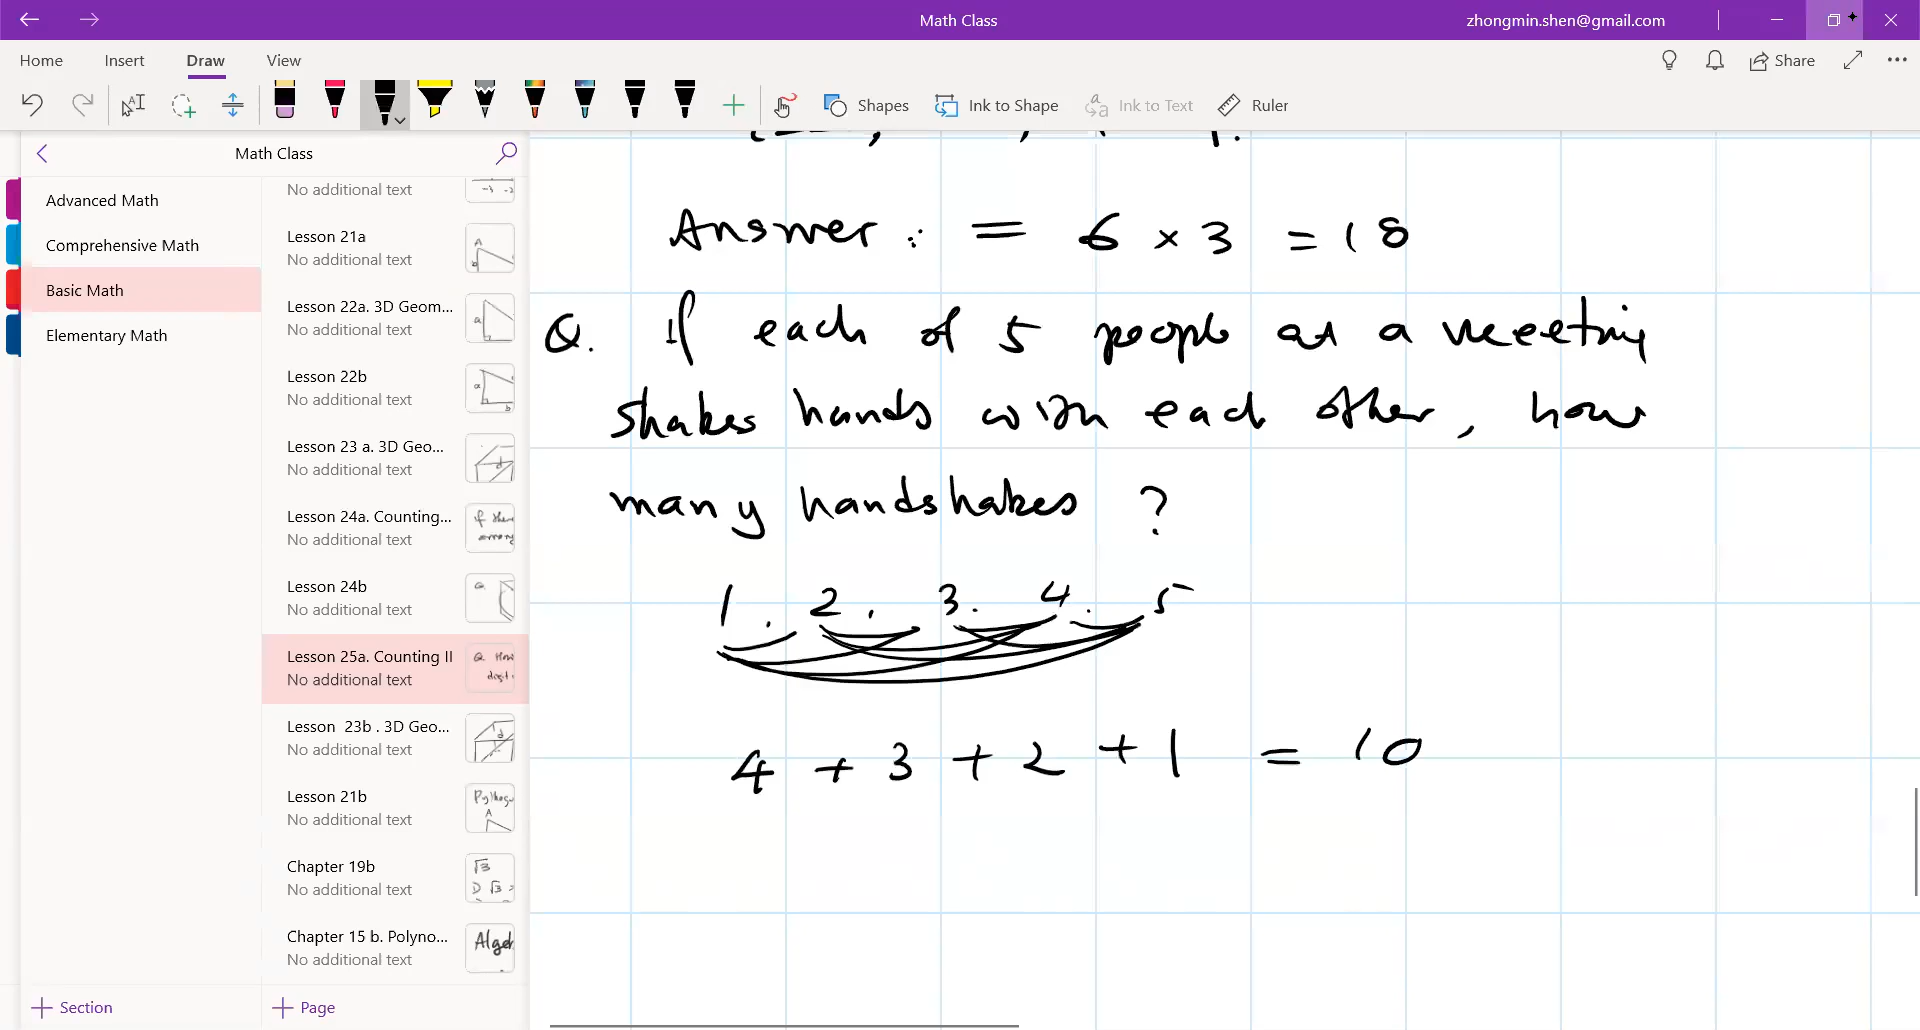 Math Class
zhongmin.shen@gmail.com
Home Insert Draw View
Share
Shapes
Ink to Shape
Ink to Text
Ruler
Math Class
Advanced Math
Comprehensive Math
Basic Math
Elementary Math
No additional text
Lesson 21a
No additional text
Lesson 22a. 3D Geom...
No additional text
Lesson 22b
No additional text
Lesson 23 a. 3D Geo...
No additional text
Lesson 24a. Counting...
No additional text
Lesson 24b
No additional text
Lesson 25a. Counting II
No additional text
Lesson 23b . 3D Geo...
No additional text
Lesson 21b
No additional text
Chapter 19b
No additional text
Chapter 15 b. Polyno...
No additional text
Section
Page
Answer : = 6 × 3 = 18
Q. If each of 5 people at a meeting
shakes hands with each other, how
many handshakes ?
1 . 2 . 3 . 4 . 5
4 + 3 + 2 + 1 = 10